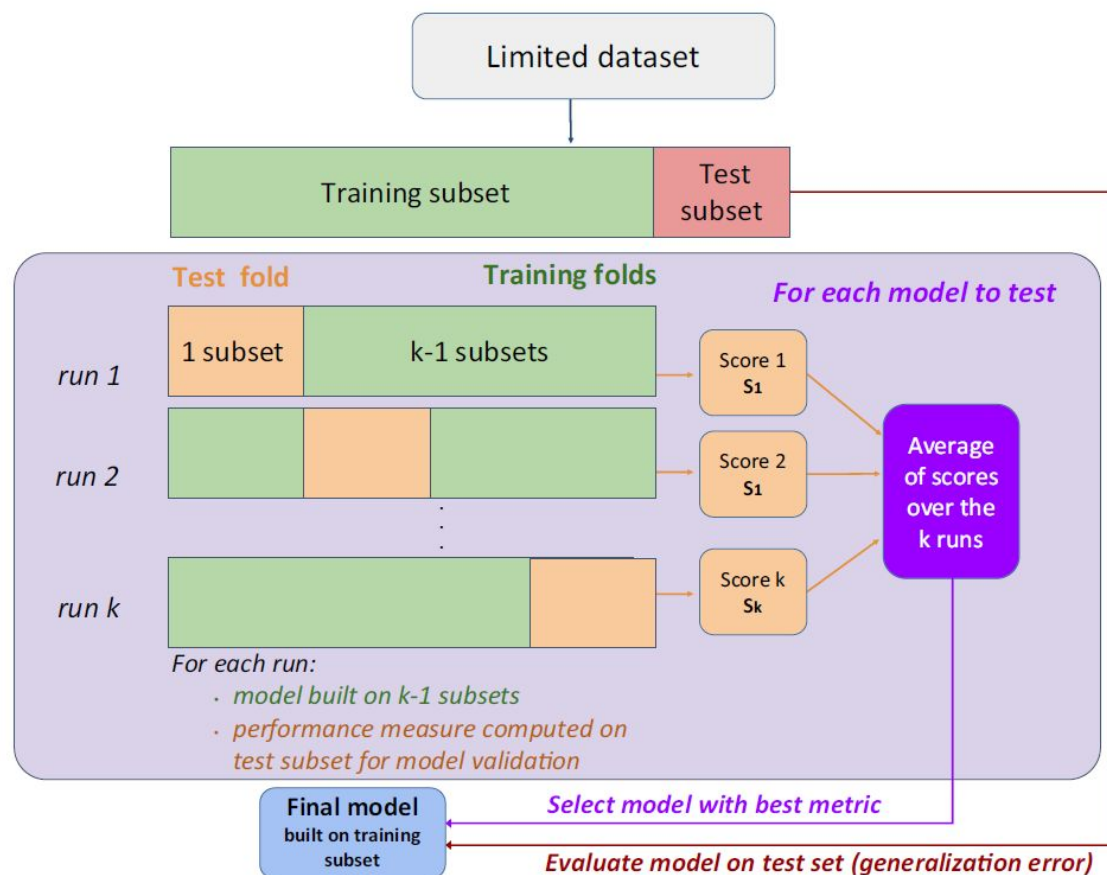 Limited dataset
Training subset
Test
subset
Test fold
Training folds
For each model to test
run 1
1 subset
k-1 subsets
Score 1
S1
run 2
Score 2
S1
Average
of scores
over the
k runs
.
.
.
run k
Score k
Sk
For each run:
· model built on k-1 subsets
· performance measure computed on
test subset for model validation
Final model
built on training
subset
Select model with best metric
Evaluate model on test set (generalization error)